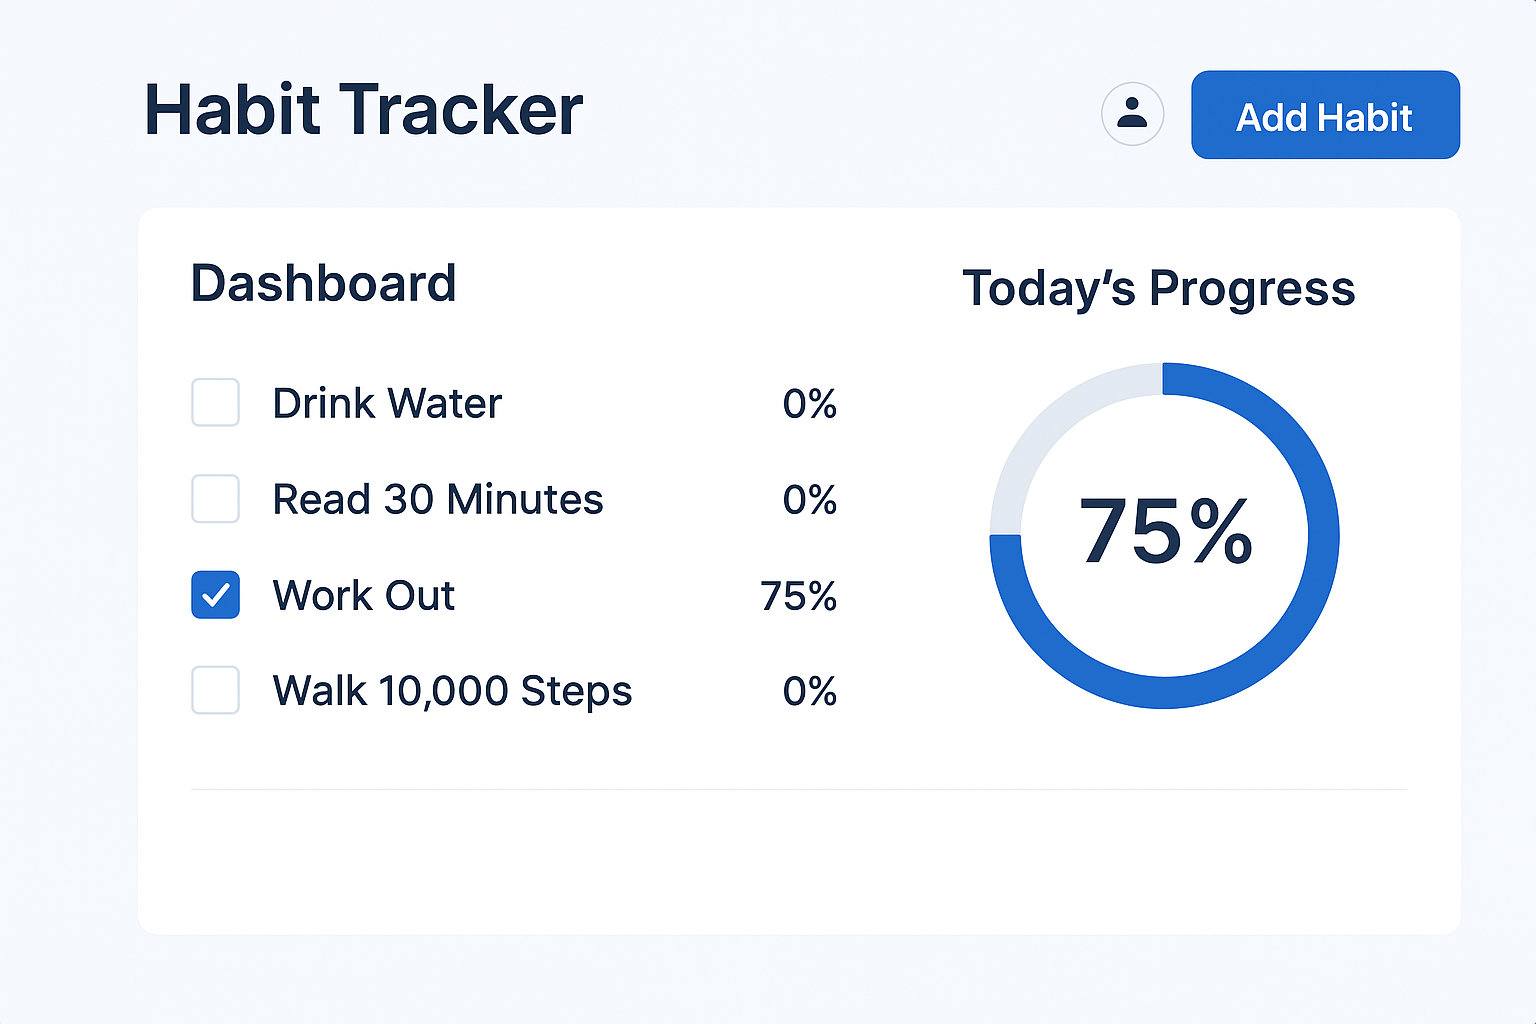 Habit Tracker
Add Habit
Dashboard
Drink Water 0%
Read 30 Minutes 0%
Work Out 75%
Walk 10,000 Steps 0%
Today’s Progress
75%